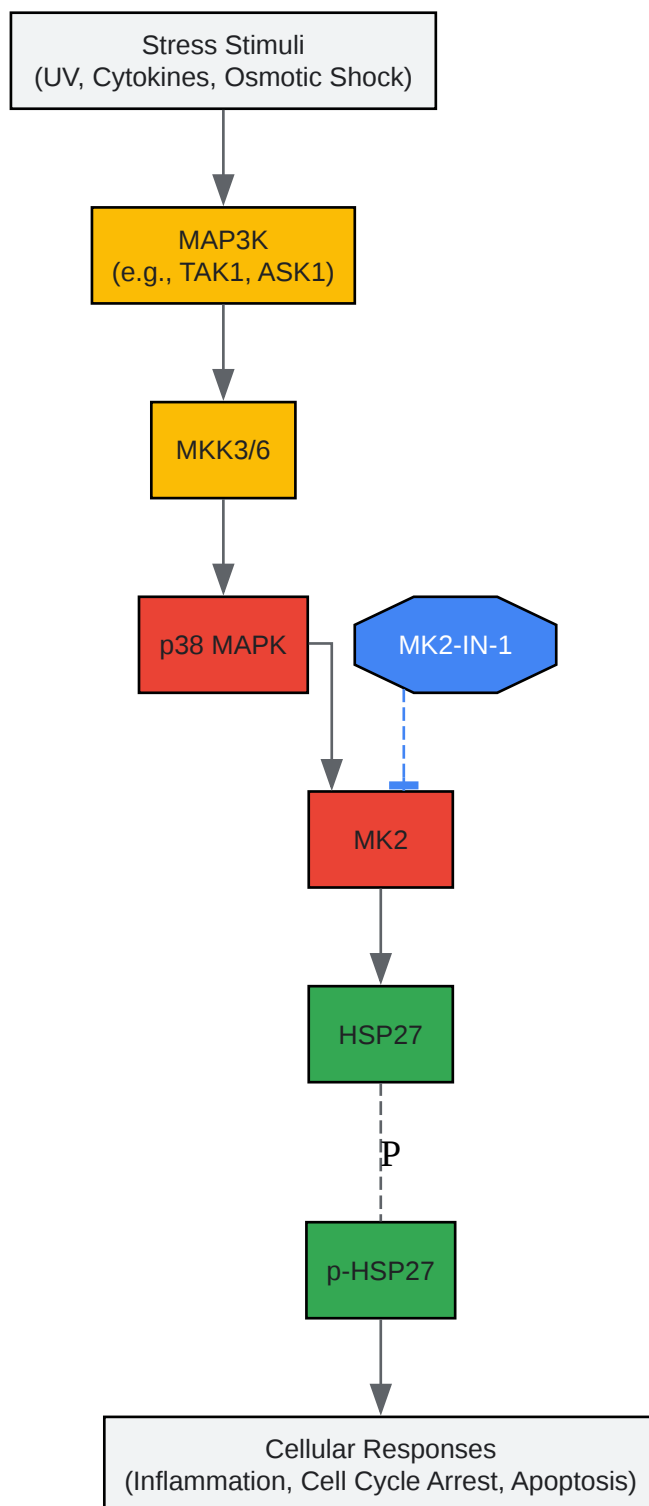 Stress Stimuli
(UV, Cytokines, Osmotic Shock)
MAP3K
(e.g., TAK1, ASK1)
MKK3/6
p38 MAPK
MK2-IN-1
MK2
HSP27
P
p-HSP27
Cellular Responses
(Inflammation, Cell Cycle Arrest, Apoptosis)